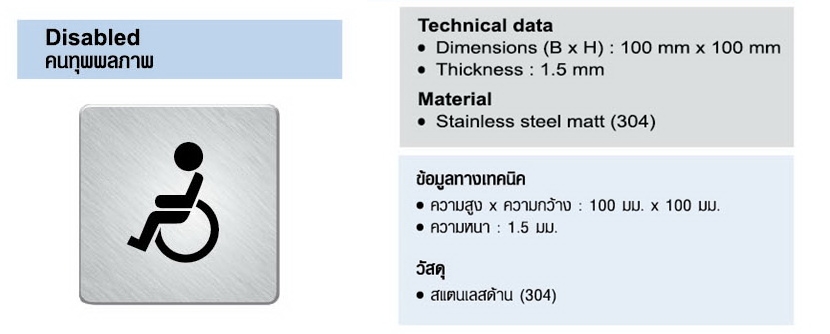 Disabled
คนทุพพลภาพ
Technical data
• Dimensions (B x H) : 100 mm x 100 mm
• Thickness : 1.5 mm
Material
• Stainless steel matt (304)
ข้อมูลทางเทคนิค
• ความสูง x ความกว้าง : 100 มม. x 100 มม.
• ความหนา : 1.5 มม.
วัสดุ
• สแตนเลสด้าน (304)